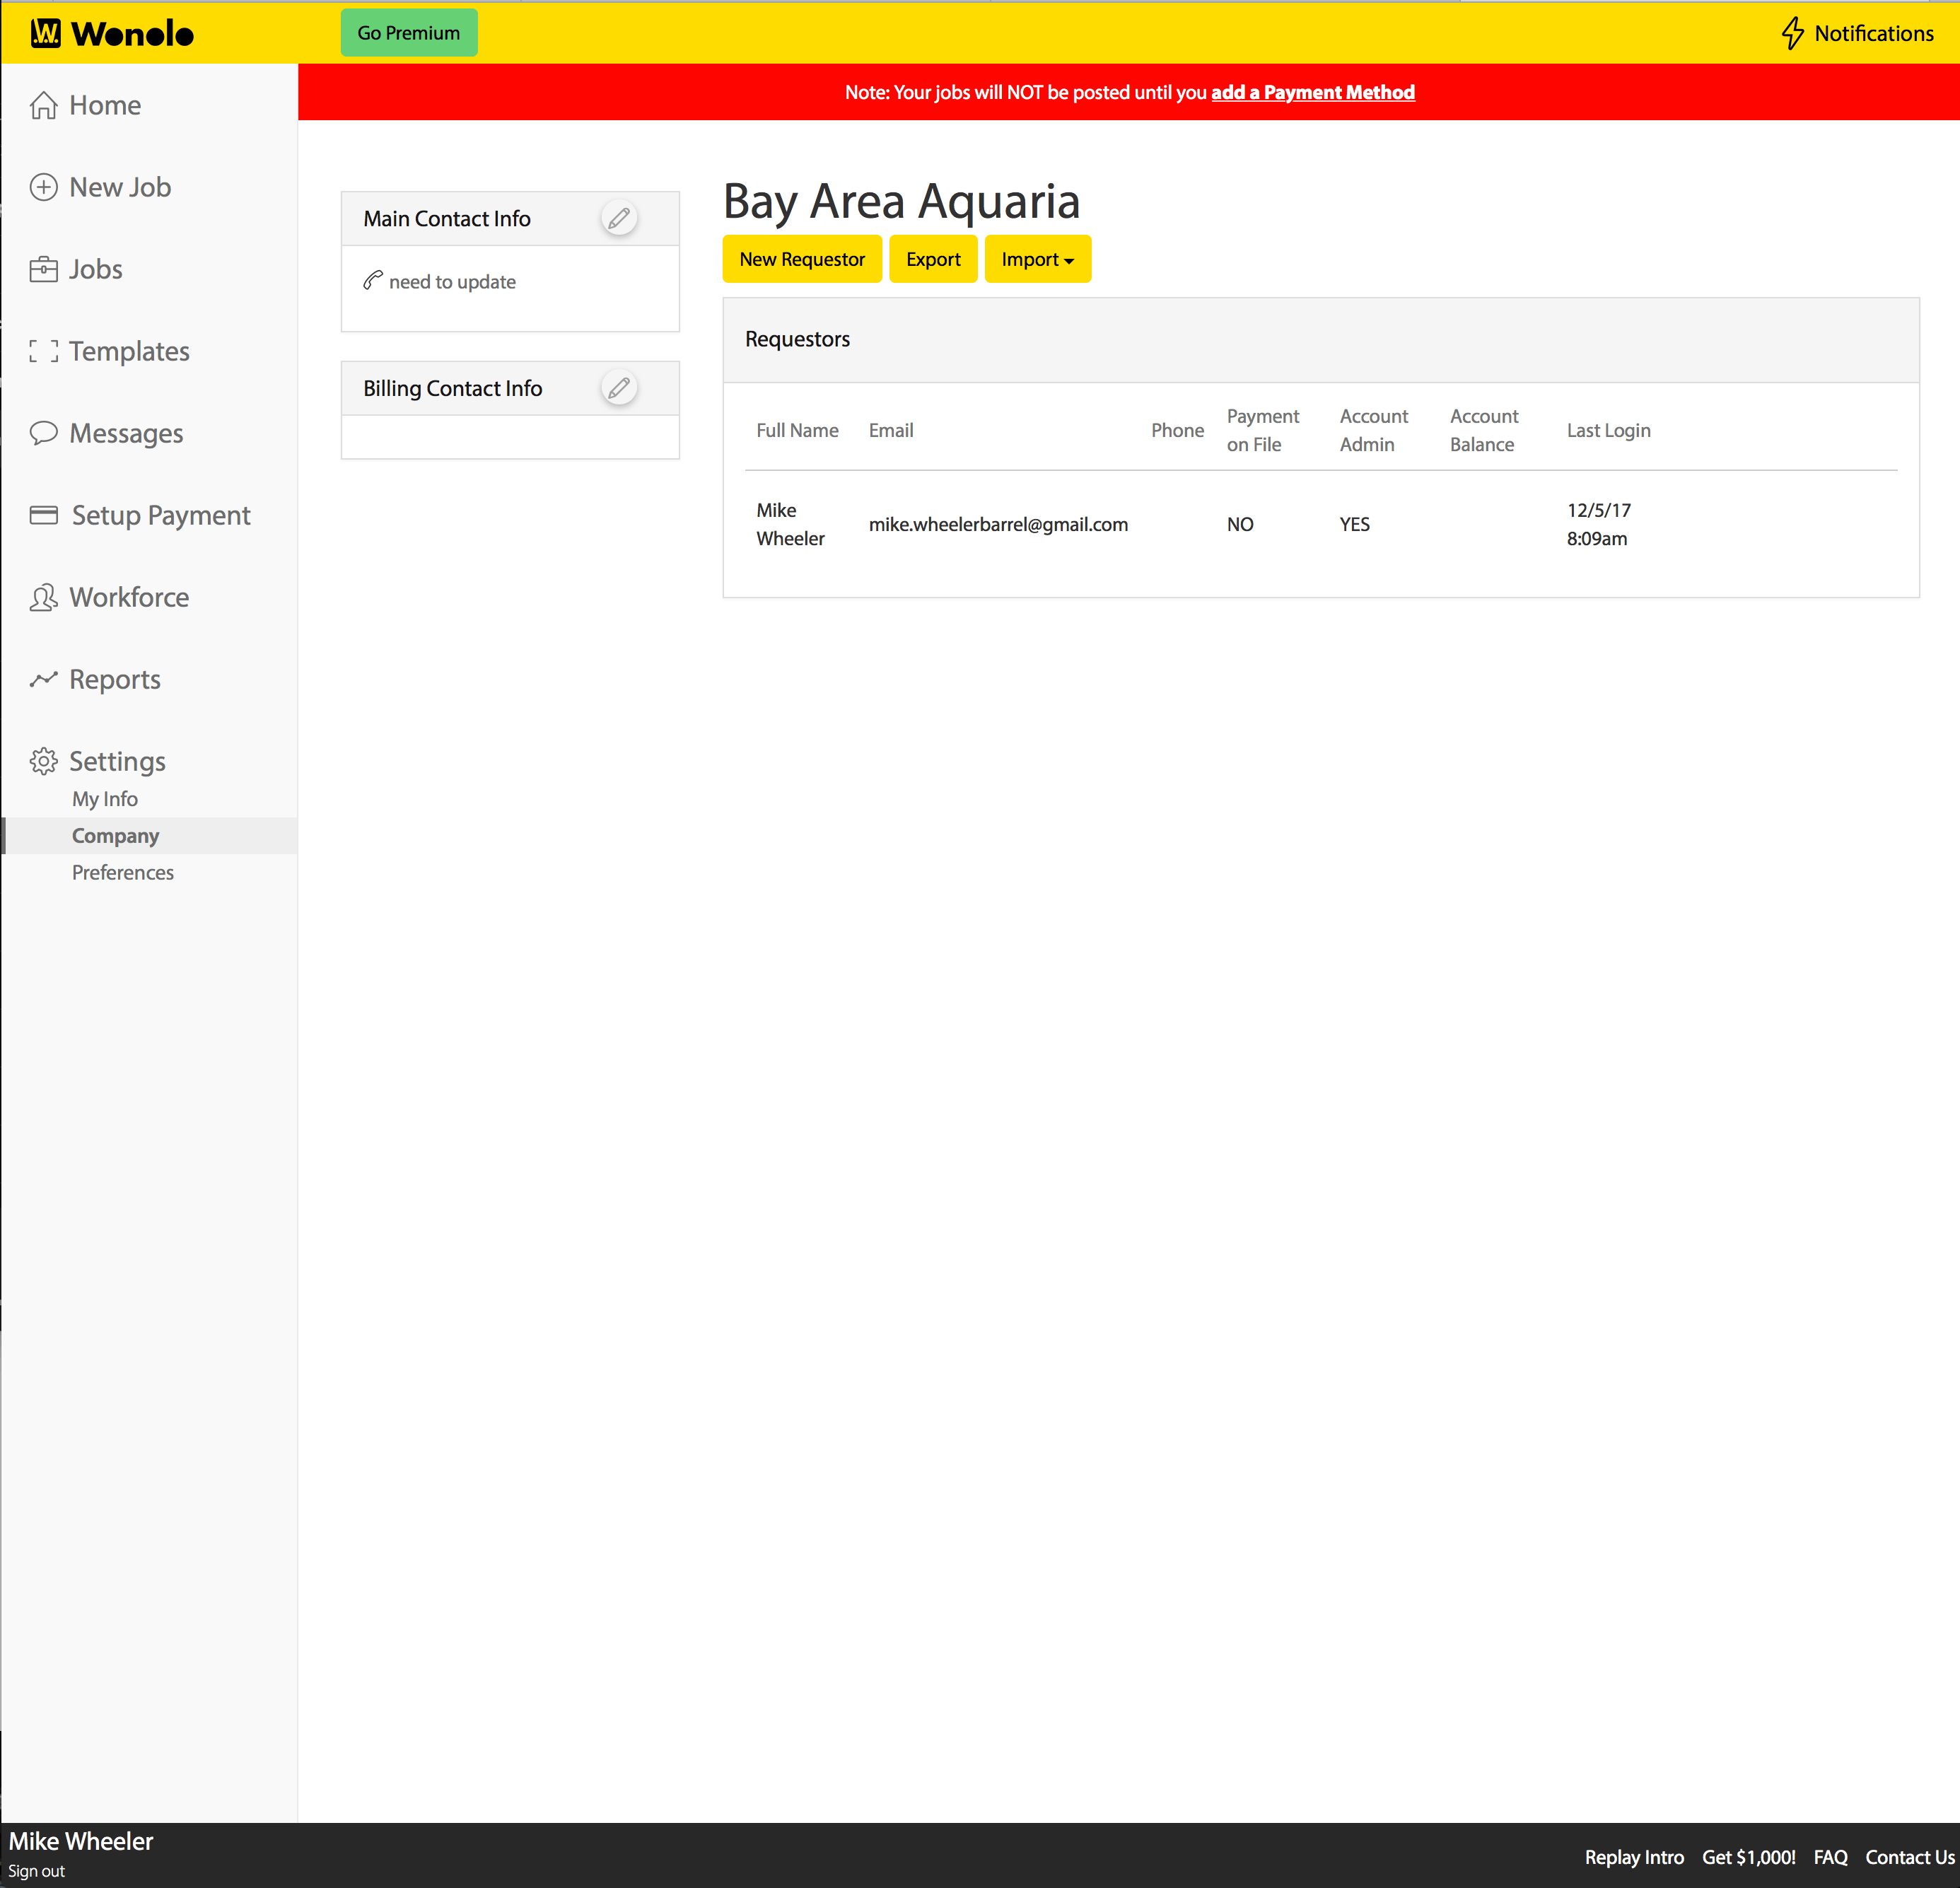 W. Wonolo
Go Premium
Notifications
Note: Your jobs will NOT be posted until you add a Payment Method
Home
New Job
Jobs
Templates
Messages
Setup Payment
Workforce
Reports
Settings
My Info
Company
Preferences
Main Contact Info
need to update
Billing Contact Info
Bay Area Aquaria
New Requestor Export Import
Requestors
Full Name Email Phone Payment on File Account Admin Account Balance Last Login
Mike Wheeler mike.wheelerbarrel@gmail.com NO YES 12/5/17 8:09am
Mike Wheeler
Sign out
Replay Intro Get $1,000! FAQ Contact Us